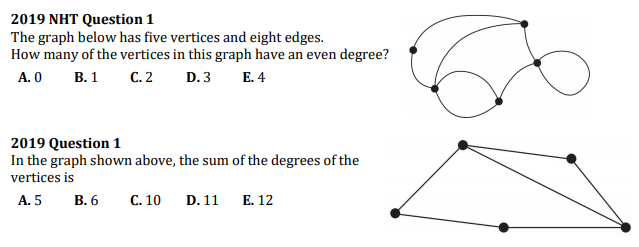 2019 NHT Question 1
The graph below has five vertices and eight edges.
How many of the vertices in this graph have an even degree?
A. 0 B. 1 C. 2 D. 3 E. 4
2019 Question 1
In the graph shown above, the sum of the degrees of the
vertices is
A. 5 B. 6 C. 10 D. 11 E. 12